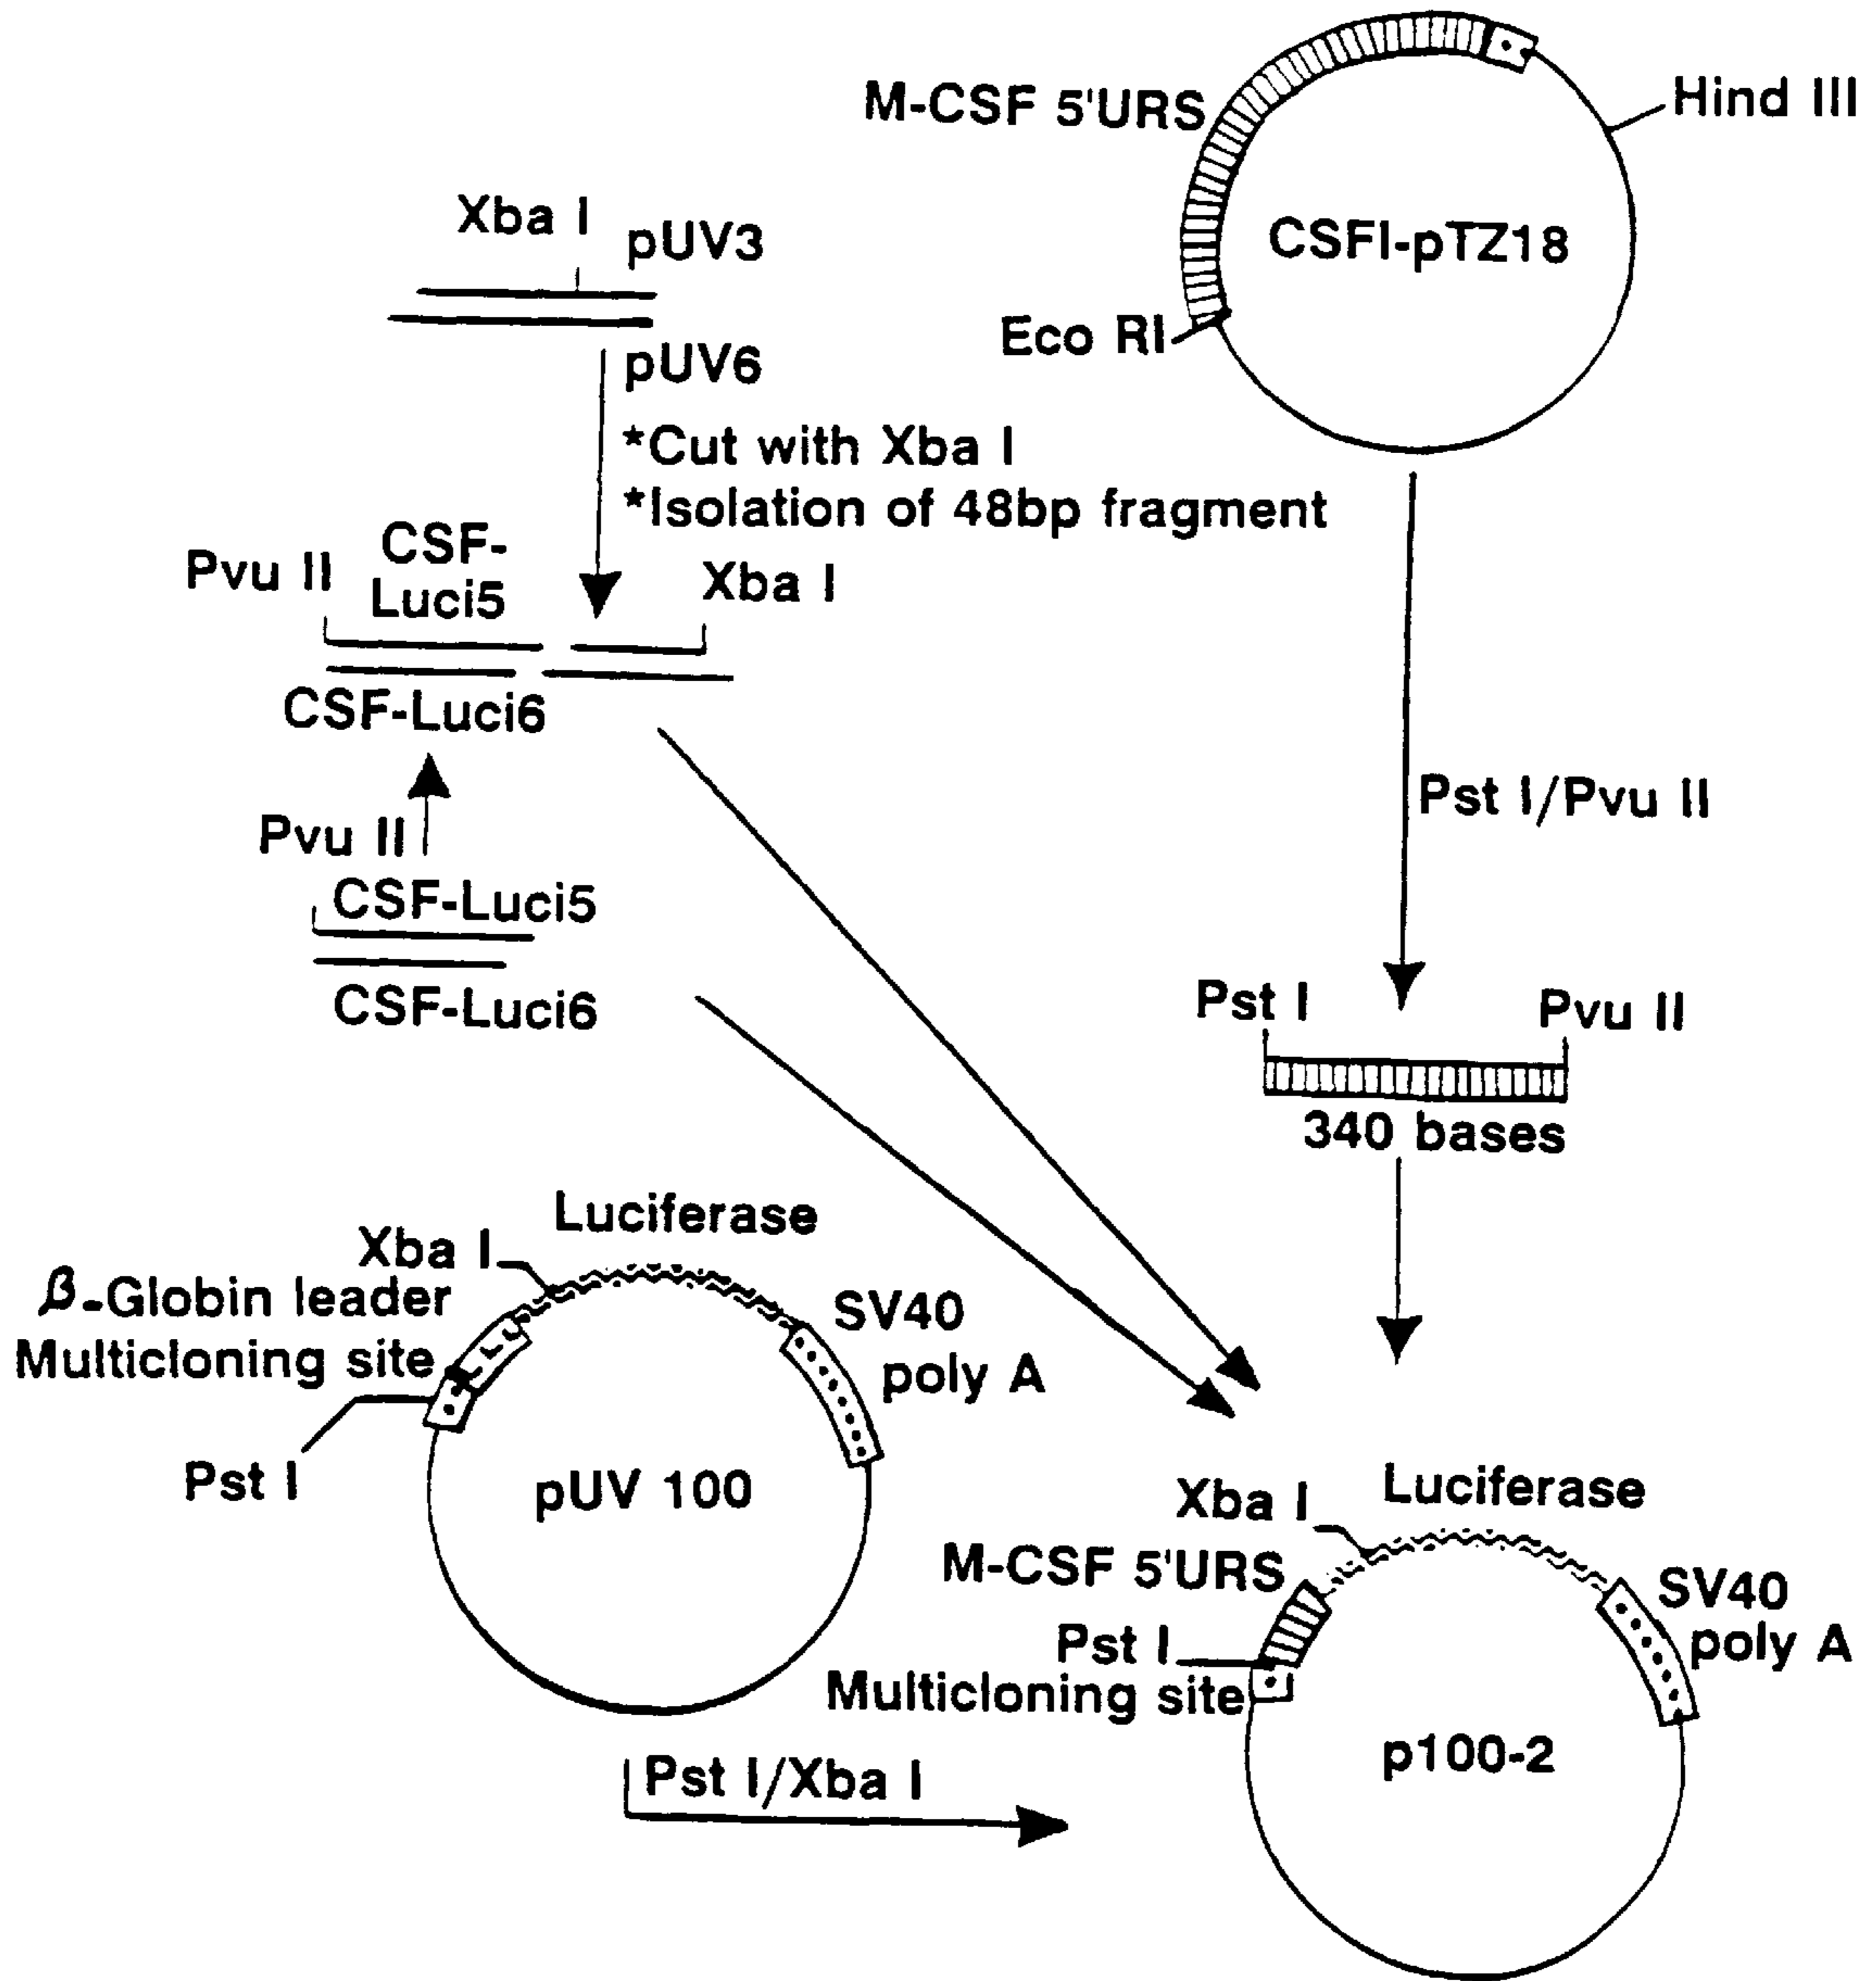 M-CSF 5'URS
Hind III
CSFI-pTZ18
Eco RI
Xba I
pUV3
pUV6
*Cut with Xba I
*Isolation of 48bp fragment
Pvu II
CSF-
Luci5
Xba I
CSF-Luci6
Pvu II
CSF-Luci5
CSF-Luci6
Pst I/Pvu II
Pst I
Pvu II
340 bases
Luciferase
Xba I
β-Globin leader
Multicloning site
SV40
poly A
Pst I
pUV 100
Pst I/Xba I
Xba I
Luciferase
M-CSF 5'URS
SV40
poly A
Pst I
Multicloning site
p100-2